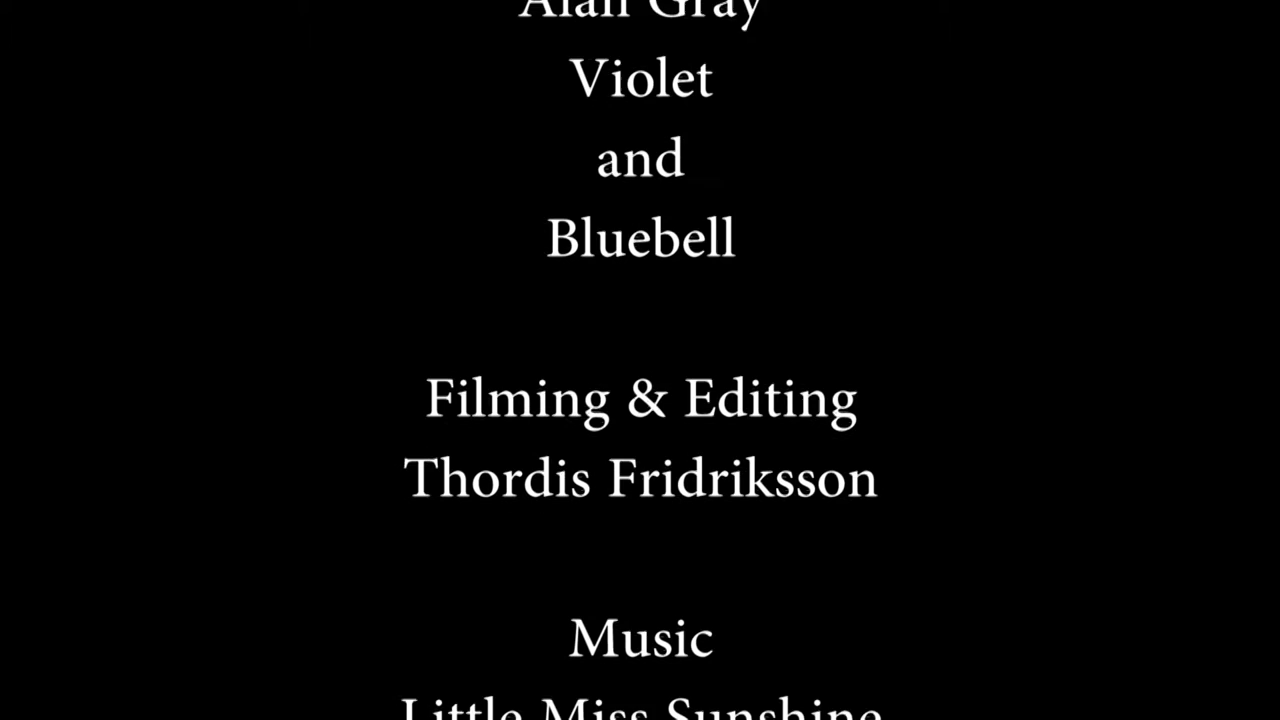 Alan Gray
Violet
and
Bluebell
Filming & Editing
Thordis Fridriksson
Music
Little Miss Sunshine